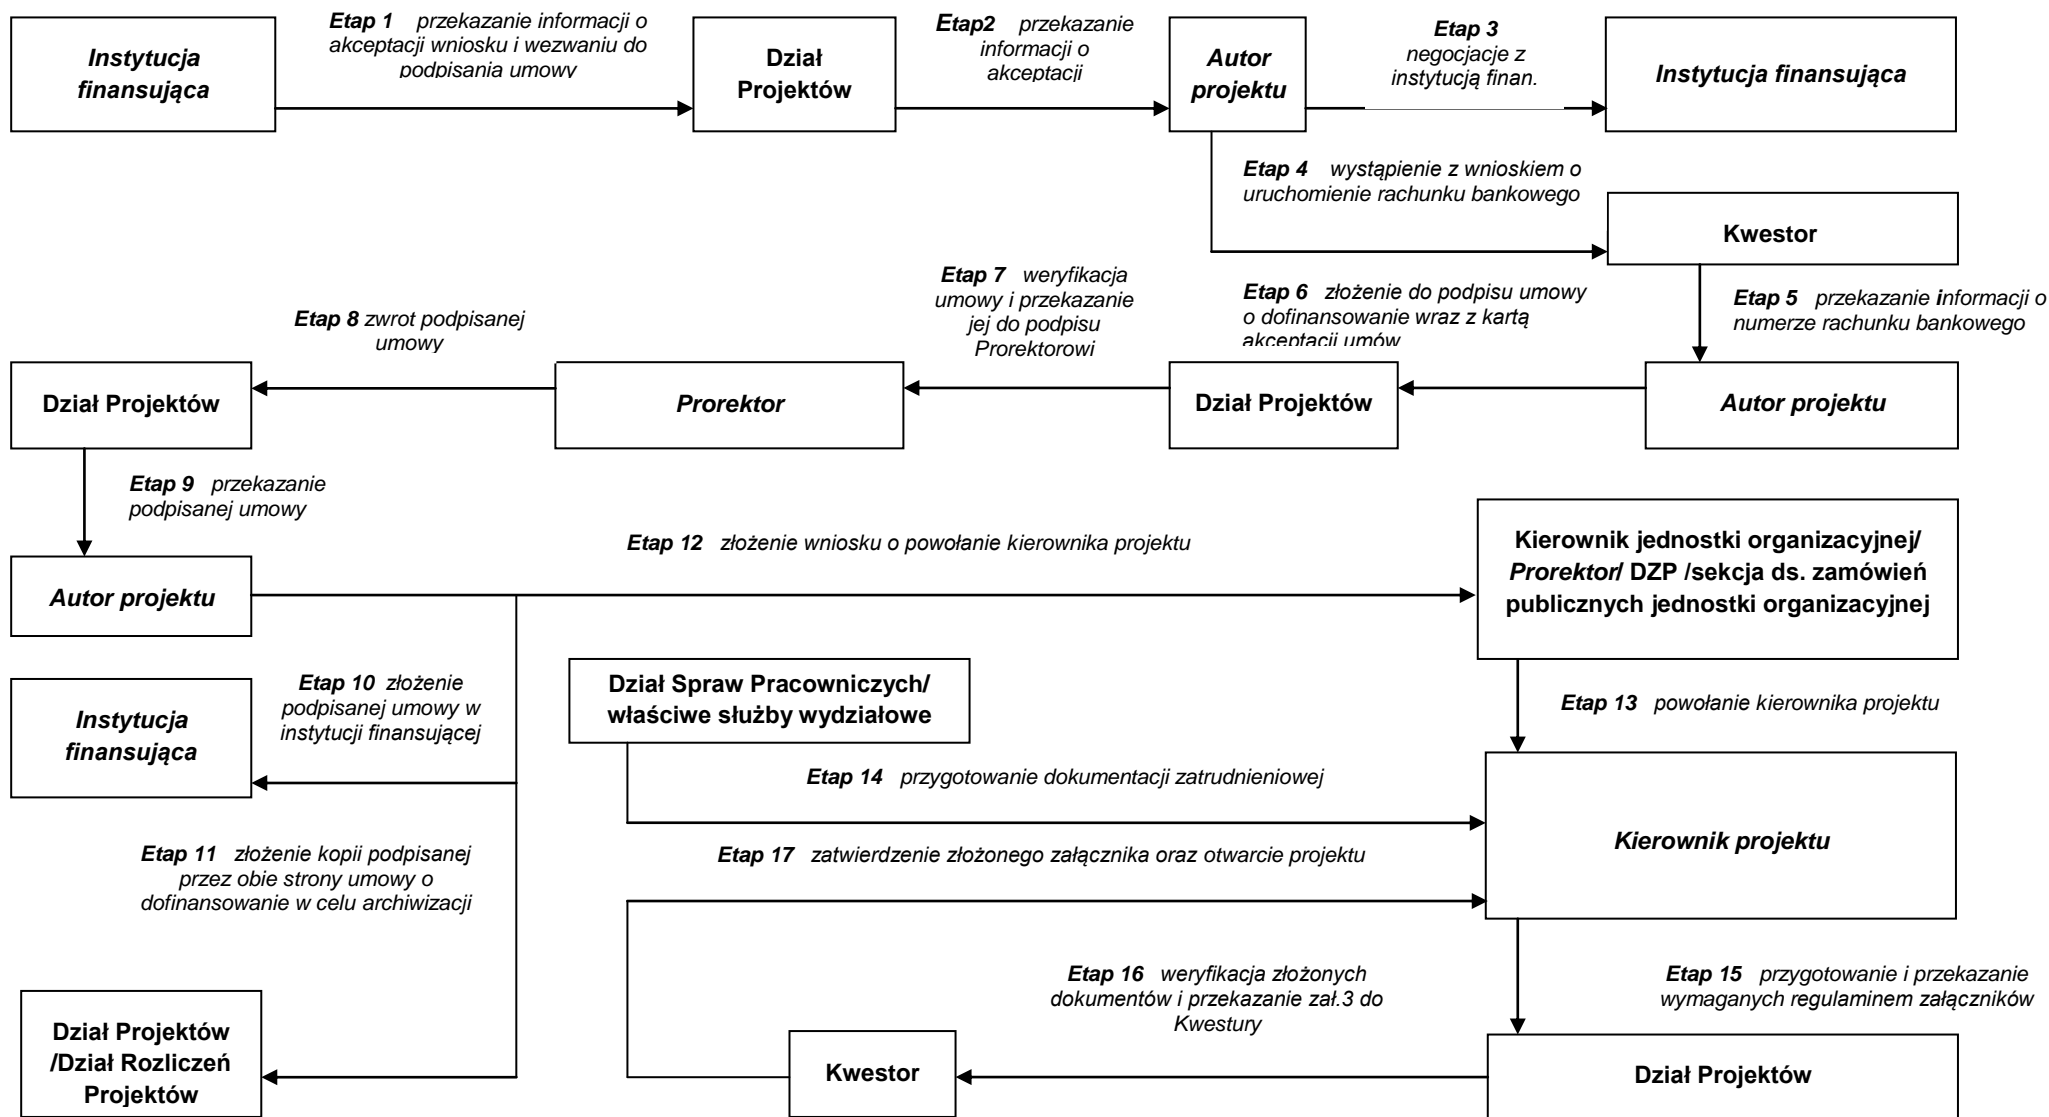 Etap 1 przekazanie informacji o
akceptacji wniosku i wezwaniu do
podpisania umowy
Instytucja
finansująca
Dział
Projektów
Etap2 przekazanie
informacji o
akceptacji
Autor
projektu
Etap 3
negocjacje z
instytucją finan.
Instytucja finansująca
Etap 4 wystąpienie z wnioskiem o
uruchomienie rachunku bankowego
Kwestor
Etap 5 przekazanie informacji o
numerze rachunku bankowego
Etap 6 złożenie do podpisu umowy
o dofinansowanie wraz z kartą
akceptacji umów
Etap 7 weryfikacja
umowy i przekazanie
jej do podpisu
Prorektorowi
Etap 8 zwrot podpisanej
umowy
Dział Projektów
Prorektor
Dział Projektów
Autor projektu
Etap 9 przekazanie
podpisanej umowy
Autor projektu
Etap 12 złożenie wniosku o powołanie kierownika projektu
Kierownik jednostki organizacyjnej/
Prorektor/ DZP /sekcja ds. zamówień
publicznych jednostki organizacyjnej
Instytucja
finansująca
Etap 10 złożenie
podpisanej umowy w
instytucji finansującej
Dział Spraw Pracowniczych/
właściwe służby wydziałowe
Etap 13 powołanie kierownika projektu
Etap 14 przygotowanie dokumentacji zatrudnieniowej
Kierownik projektu
Etap 11 złożenie kopii podpisanej
przez obie strony umowy o
dofinansowanie w celu archiwizacji
Etap 17 zatwierdzenie złożonego załącznika oraz otwarcie projektu
Etap 16 weryfikacja złożonych
dokumentów i przekazanie zał.3 do
Kwestury
Etap 15 przygotowanie i przekazanie
wymaganych regulaminem załączników
Dział Projektów
/Dział Rozliczeń
Projektów
Kwestor
Dział Projektów